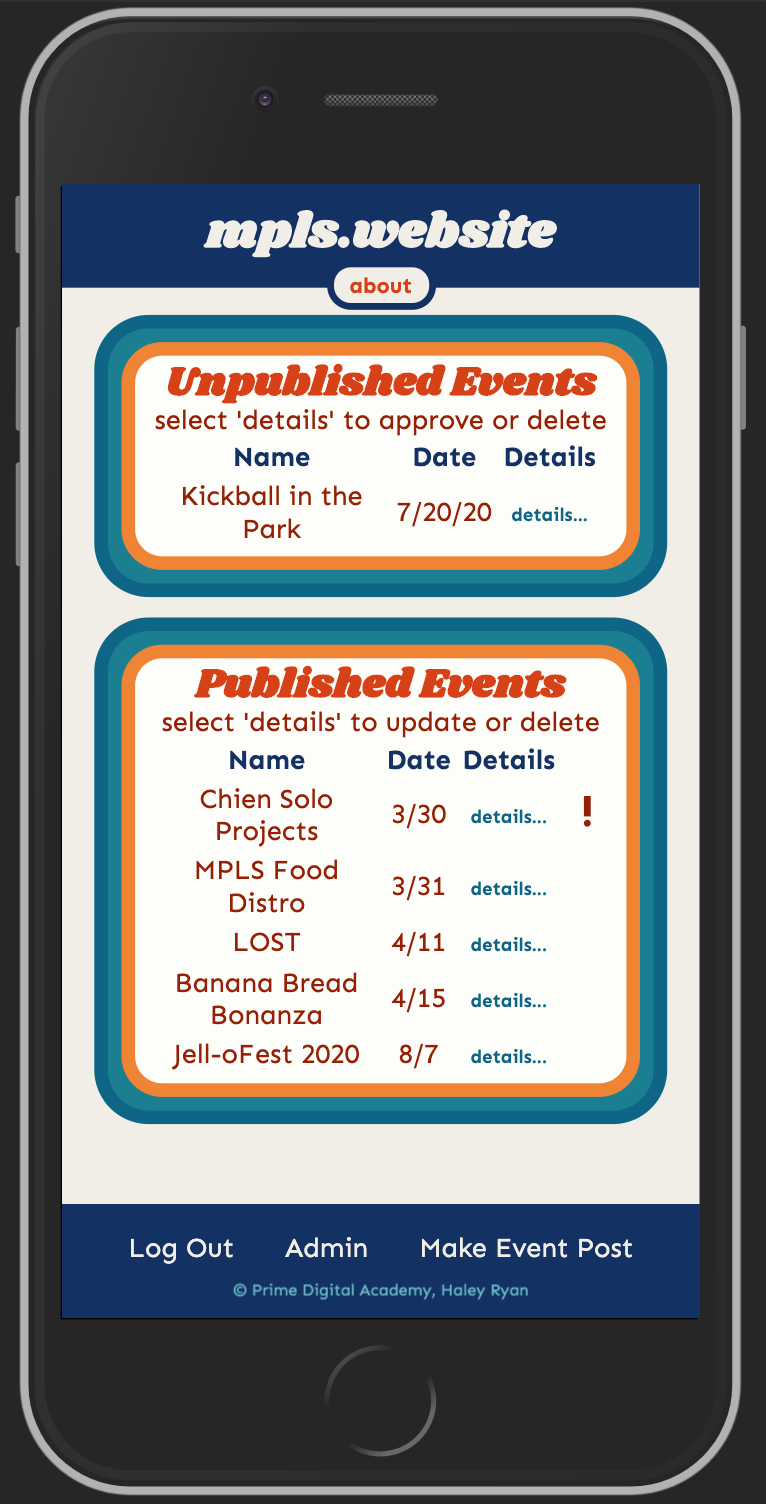 mpls.website
about
Unpublished Events
select 'details' to approve or delete
Name Date Details
Kickball in the
Park
7/20/20 details...
Published Events
select 'details' to update or delete
Name Date Details
Chien Solo
Projects
3/30 details... !
MPLS Food
Distro
3/31 details...
LOST 4/11 details...
Banana Bread
Bonanza
4/15 details...
Jell-oFest 2020 8/7 details...
Log Out Admin Make Event Post
© Prime Digital Academy, Haley Ryan